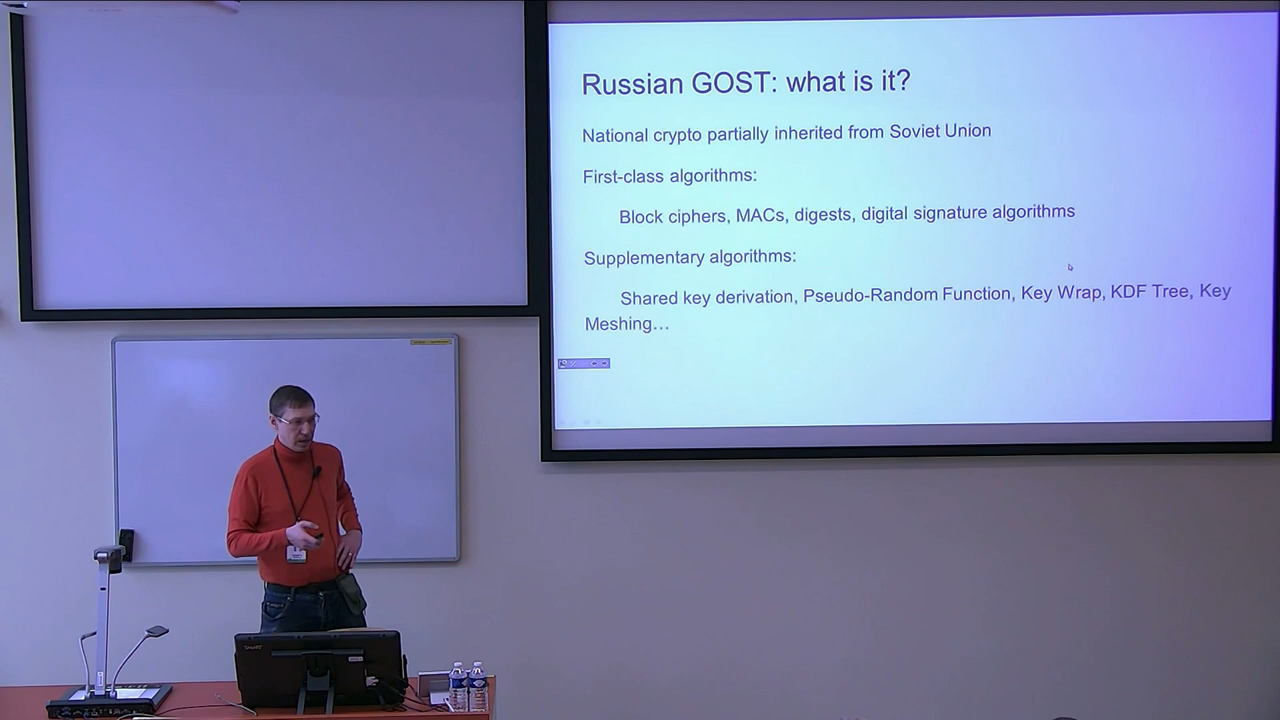 Russian GOST: what is it?
National crypto partially inherited from Soviet Union
First-class algorithms:
Block ciphers, MACs, digests, digital signature algorithms
Supplementary algorithms:
Shared key derivation, Pseudo-Random Function, Key Wrap, KDF Tree, Key
Meshing…